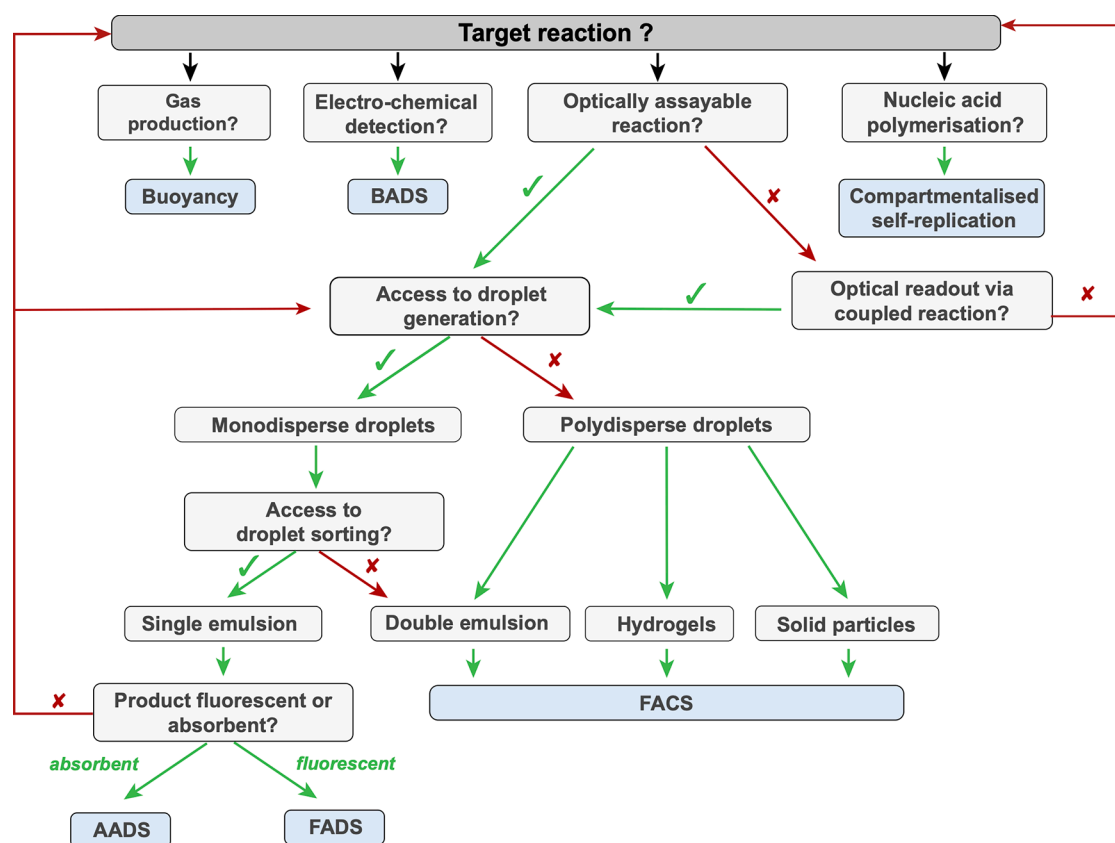 Target reaction ?
Gas
production?
Electro-chemical
detection?
Optically assayable
reaction?
Nucleic acid
polymerisation?
Buoyancy
BADS
Compartmentalised
self-replication
✓
✘
Access to droplet
generation?
✓
Optical readout via
coupled reaction?
✘
✓
✘
Monodisperse droplets
Polydisperse droplets
Access to
droplet sorting?
✓
✘
Single emulsion
Double emulsion
Hydrogels
Solid particles
✘
Product fluorescent or
absorbent?
FACS
absorbent
fluorescent
AADS
FADS